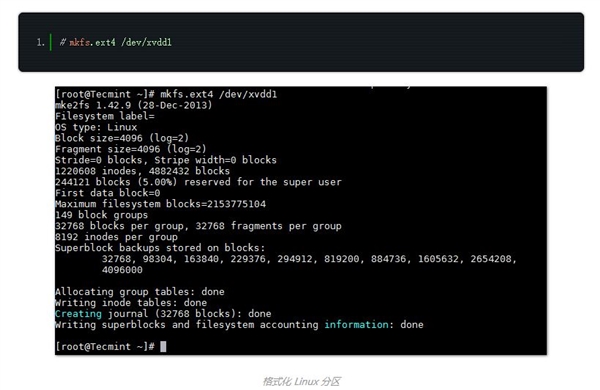 1. # mkfs.ext4 /dev/xvdd1
[root@Tecmint ~]# mkfs.ext4 /dev/xvdd1
mke2fs 1.42.9 (28-Dec-2013)
Filesystem label=
OS type: Linux
Block size=4096 (log=2)
Fragment size=4096 (log=2)
Stride=0 blocks, Stripe width=0 blocks
1220608 inodes, 4882432 blocks
244121 blocks (5.00%) reserved for the super user
First data block=0
Maximum filesystem blocks=2153775104
149 block groups
32768 blocks per group, 32768 fragments per group
8192 inodes per group
Superblock backups stored on blocks:
32768, 98304, 163840, 229376, 294912, 819200, 884736, 1605632, 2654208,
4096000
Allocating group tables: done
Writing inode tables: done
Creating journal (32768 blocks): done
Writing superblocks and filesystem accounting information: done
[root@Tecmint ~]#
格式化 Linux 分区